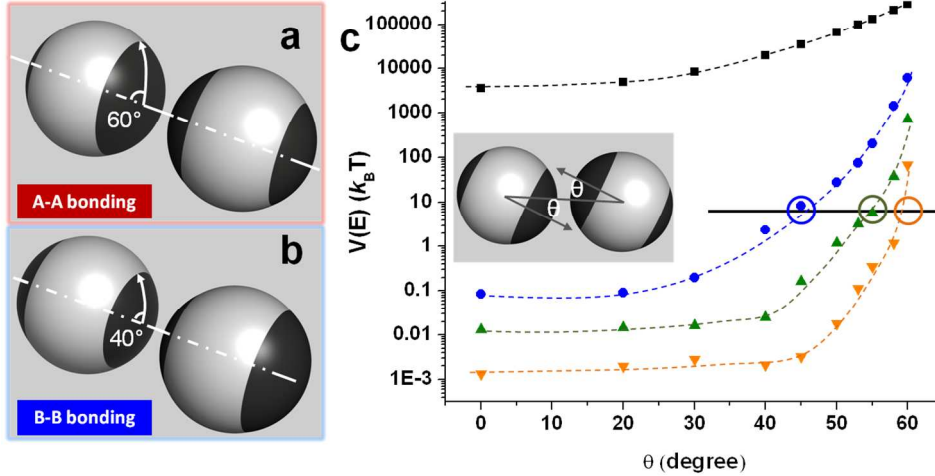 a
60°
A-A bonding
b
40°
B-B bonding
c
V(E) (k_BT)
100000
10000
1000
100
10
1
0.1
0.01
1E-3
θ
θ
0 10 20 30 40 50 60
θ (degree)